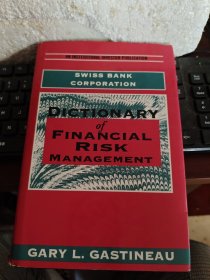 AN INSTITUTIONAL INVESTOR PUBLICATION
SWISS BANK
CORPORATION
DICTIONARY
of
FINANCIAL
RISK
MANAGEMENT
GARY L. GASTINEAU